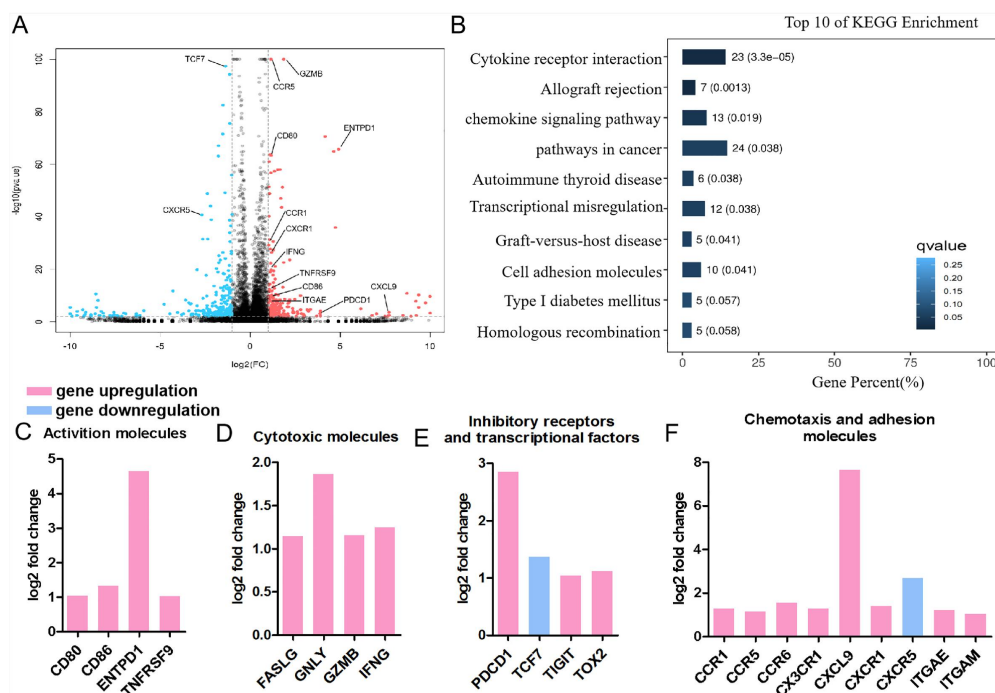 A
TCF7
GZMB
CCR5
CD80
ENTPD1
CXCR5
CCR1
CXCR1
IFNG
TNFRSF9
CD86
ITGAE
PDCD1
CXCL9
100
80
60
40
20
0
-log10(pvalue)
-10
-5
0
5
10
log2(FC)
B
Top 10 of KEGG Enrichment
Cytokine receptor interaction
23 (3.3e-05)
Allograft rejection
7 (0.0013)
chemokine signaling pathway
13 (0.019)
pathways in cancer
24 (0.038)
Autoimmune thyroid disease
6 (0.038)
Transcriptional misregulation
12 (0.038)
Graft-versus-host disease
5 (0.041)
Cell adhesion molecules
10 (0.041)
Type I diabetes mellitus
5 (0.057)
Homologous recombination
5 (0.058)
qvalue
0.25
0.20
0.15
0.10
0.05
0
25
50
75
100
Gene Percent(%)
gene upregulation
gene downregulation
C
Activition molecules
log2 fold change
5
4
3
2
1
0
CD80
CD86
ENTPD1
TNFRSF9
D
Cytotoxic molecules
log2 fold change
2.0
1.5
1.0
0.5
0.0
FASLG
GNLY
GZMB
IFNG
E
Inhibitory receptors
and transcriptional factors
log2 fold change
3
2
1
0
PDCD1
TCF7
TIGIT
TOX2
F
Chemotaxis and adhesion
molecules
log2 fold change
8
6
4
2
0
CCR1
CCR5
CCR6
CX3CR1
CXCL9
CXCR1
CXCR5
ITGAE
ITGAM